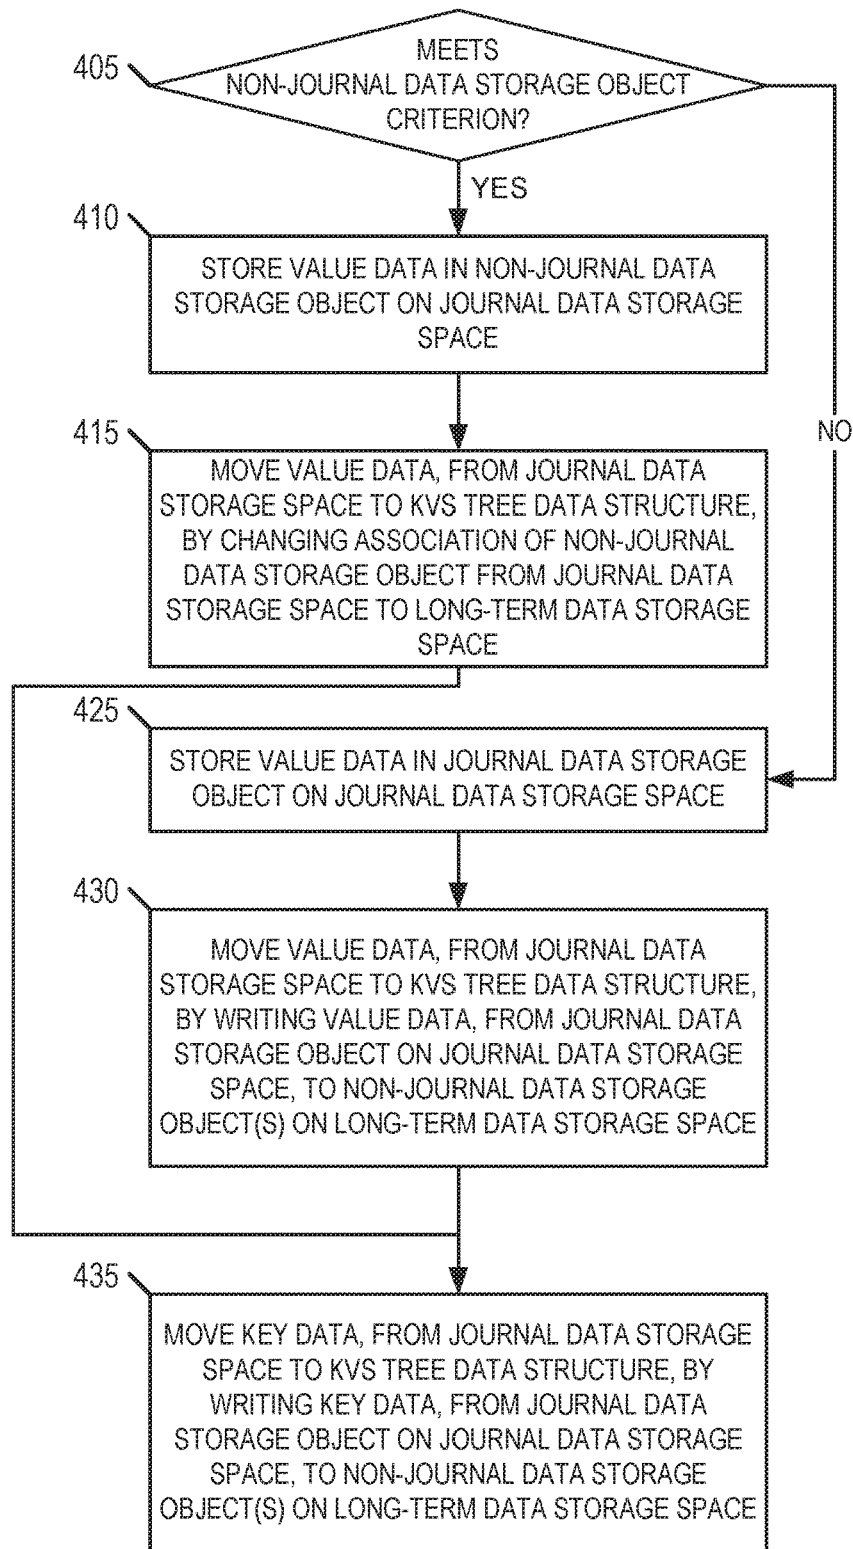 405
MEETS
NON-JOURNAL DATA STORAGE OBJECT
CRITERION?
YES
410
STORE VALUE DATA IN NON-JOURNAL DATA
STORAGE OBJECT ON JOURNAL DATA STORAGE
SPACE
NO
415
MOVE VALUE DATA, FROM JOURNAL DATA
STORAGE SPACE TO KVS TREE DATA STRUCTURE,
BY CHANGING ASSOCIATION OF NON-JOURNAL
DATA STORAGE OBJECT FROM JOURNAL DATA
STORAGE SPACE TO LONG-TERM DATA STORAGE
SPACE
425
STORE VALUE DATA IN JOURNAL DATA STORAGE
OBJECT ON JOURNAL DATA STORAGE SPACE
430
MOVE VALUE DATA, FROM JOURNAL DATA
STORAGE SPACE TO KVS TREE DATA STRUCTURE,
BY WRITING VALUE DATA, FROM JOURNAL DATA
STORAGE OBJECT ON JOURNAL DATA STORAGE
SPACE, TO NON-JOURNAL DATA STORAGE
OBJECT(S) ON LONG-TERM DATA STORAGE SPACE
435
MOVE KEY DATA, FROM JOURNAL DATA STORAGE
SPACE TO KVS TREE DATA STRUCTURE, BY
WRITING KEY DATA, FROM JOURNAL DATA
STORAGE OBJECT ON JOURNAL DATA STORAGE
SPACE, TO NON-JOURNAL DATA STORAGE
OBJECT(S) ON LONG-TERM DATA STORAGE SPACE